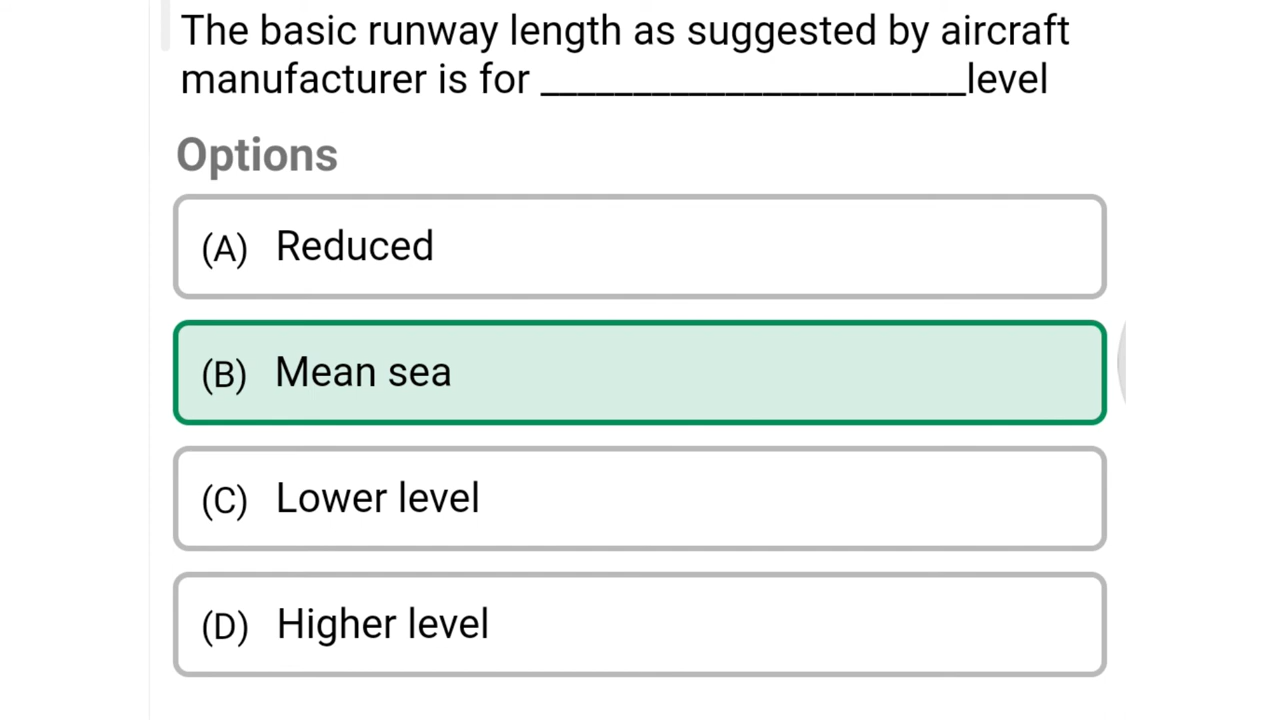 The basic runway length as suggested by aircraft
manufacturer is for ______________________level
Options
(A) Reduced
(B) Mean sea
(C) Lower level
(D) Higher level